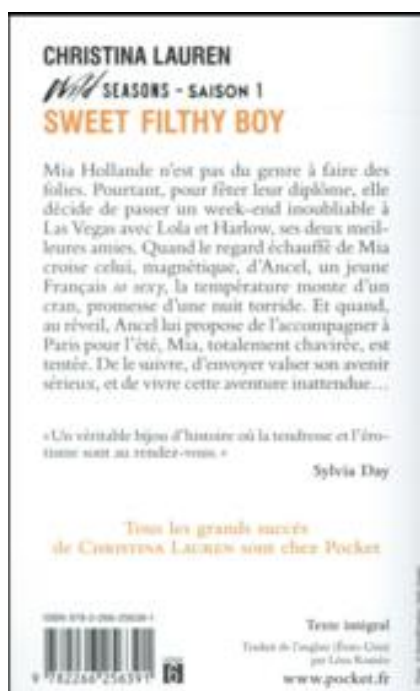 CHRISTINA LAUREN
Wild SEASONS - SAISON 1
SWEET FILTHY BOY
Mia Hollande n'est pas du genre à faire des
folies. Pourtant, pour fêter leur diplôme, elle
décide de passer un week-end inoubliable à
Las Vegas avec Lola et Harlow, ses deux meil-
leures amies. Quand le regard échauffé de Mia
croise celui, magnétique, d'Ancel, un jeune
Français so sexy, la température monte d'un
cran, promesse d'une nuit torride. Et quand,
au réveil, Ancel lui propose de l'accompagner à
Paris pour l'été, Mia, totalement chavirée, est
tentée. De le suivre, d'envoyer valser son avenir
sérieux, et de vivre cette aventure inattendue…
« Un véritable bijou d'histoire où la tendresse et l'éro-
tisme sont au rendez-vous. »
Sylvia Day
Tous les grands succès
de CHRISTINA LAUREN sont chez Pocket
Texte intégral
Traduit de l'anglais (États-Unis)
par
9 782266 256391
www.pocket.fr